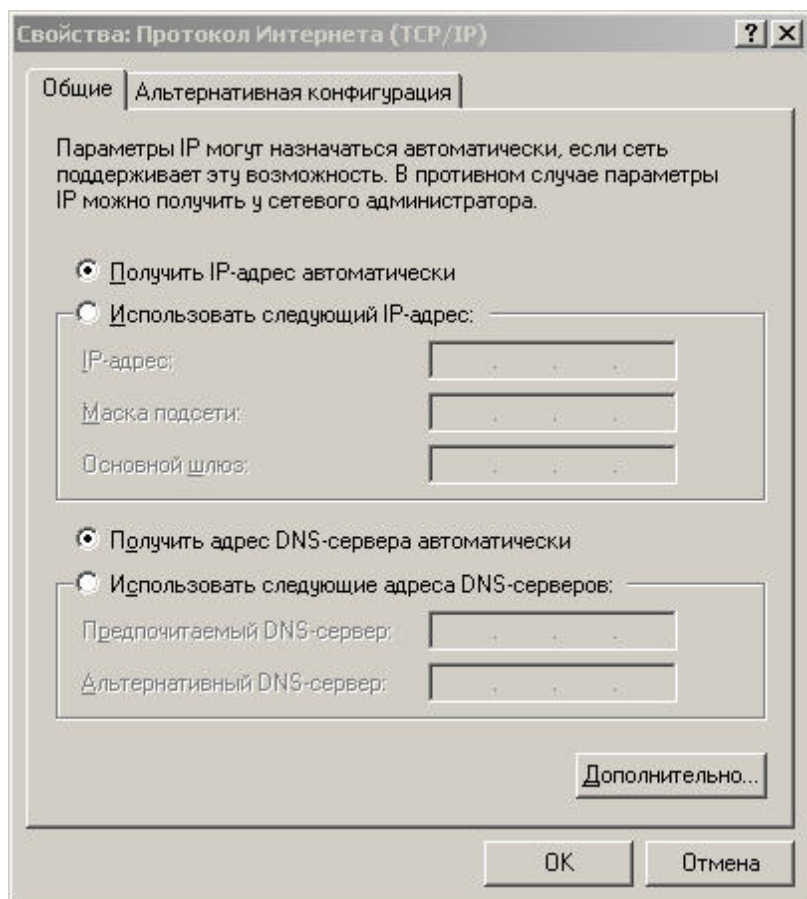 Свойства: Протокол Интернета (TCP/IP)
Общие
Альтернативная конфигурация
Параметры IP могут назначаться автоматически, если сеть
поддерживает эту возможность. В противном случае параметры
IP можно получить у сетевого администратора.
Получить IP-адрес автоматически
Использовать следующий IP-адрес:
IP-адрес:
Маска подсети:
Основной шлюз:
Получить адрес DNS-сервера автоматически
Использовать следующие адреса DNS-серверов:
Предпочитаемый DNS-сервер:
Альтернативный DNS-сервер:
Дополнительно...
OK
Отмена